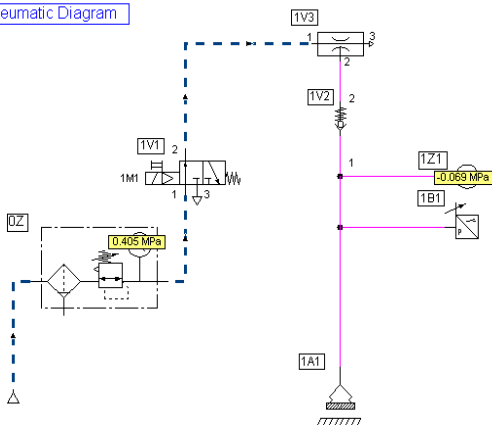 eumatic Diagram
1V3
1
3
2
1V2
2
1V1
2
1M1
1
3
1
1Z1
-0.069 MPa
1B1
P
0Z
0.405 MPa
1A1